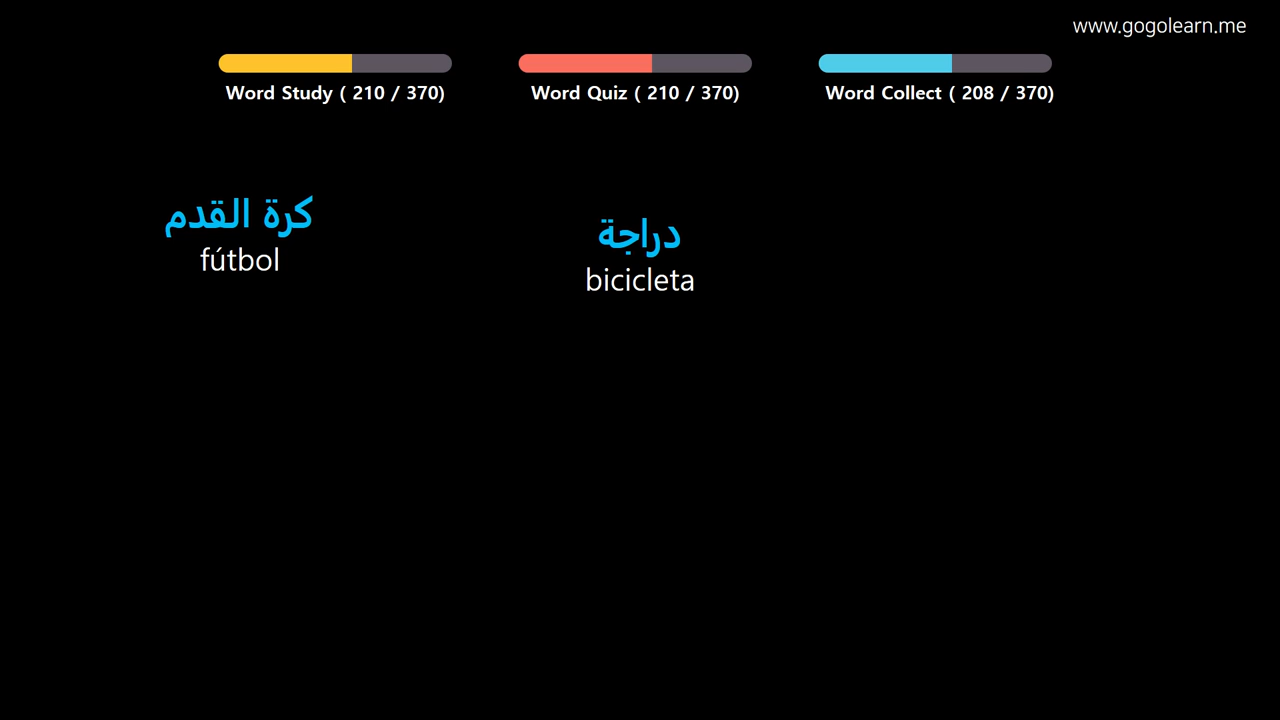 www.gogolearn.me
Word Study ( 210 / 370)
Word Quiz ( 210 / 370)
Word Collect ( 208 / 370)
كرة القدم
fútbol
دراجة
bicicleta